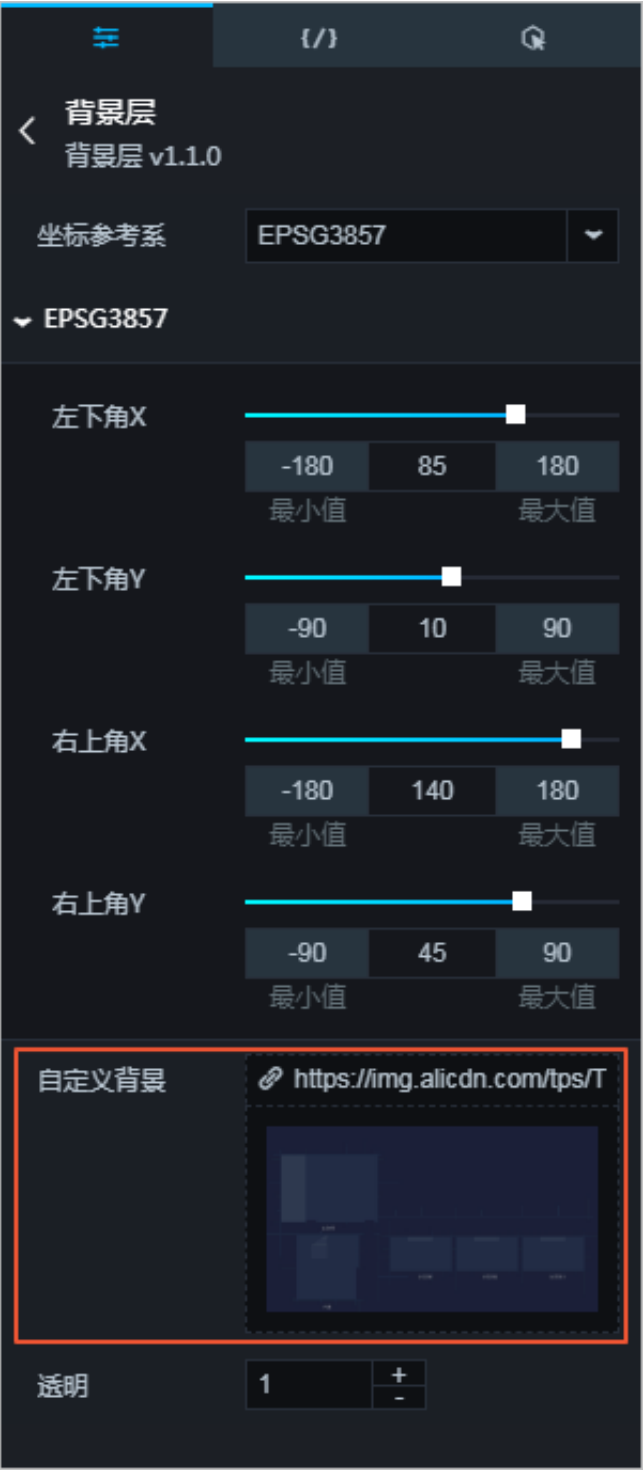 {/}
背景层
背景层 v1.1.0
坐标参考系 EPSG3857
EPSG3857
左下角X
-180 85 180
最小值 最大值
左下角Y
-90 10 90
最小值 最大值
右上角X
-180 140 180
最小值 最大值
右上角Y
-90 45 90
最小值 最大值
自定义背景 https://img.alicdn.com/tps/T
透明 1 +
-